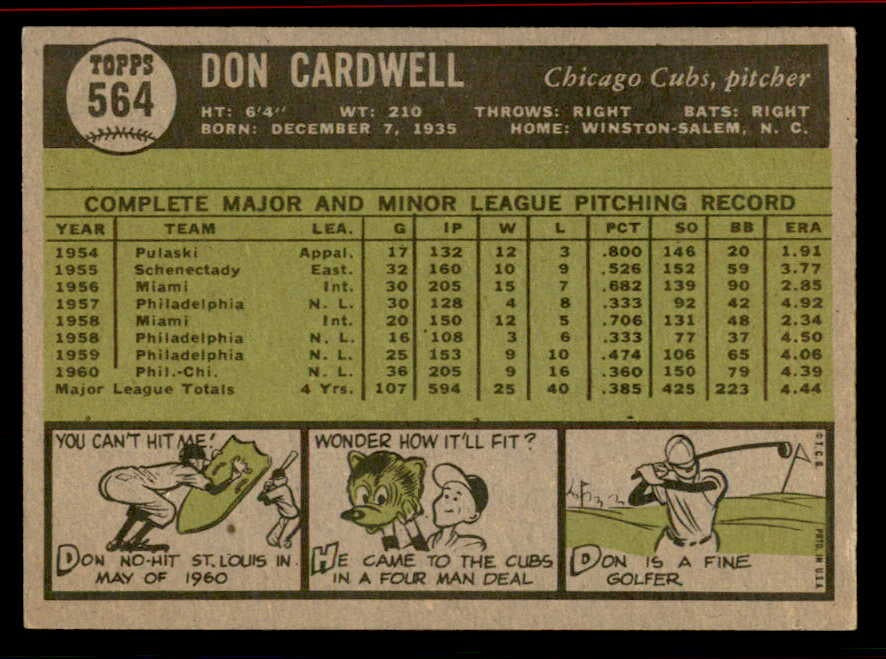 TOPPS
564
DON CARDWELL
Chicago Cubs, pitcher
HT: 6'4" WT: 210 THROWS: RIGHT BATS: RIGHT
BORN: DECEMBER 7, 1935 HOME: WINSTON-SALEM, N. C.
COMPLETE MAJOR AND MINOR LEAGUE PITCHING RECORD
YEAR TEAM LEA. G IP W L PCT SO BB ERA
1954 Pulaski Appal. 17 132 12 3 .800 146 20 1.91
1955 Schenectady East. 32 160 10 9 .526 152 59 3.77
1956 Miami Int. 30 205 15 7 .682 139 90 2.85
1957 Philadelphia N. L. 30 128 4 8 .333 92 42 4.92
1958 Miami Int. 20 150 12 5 .706 131 48 2.34
1958 Philadelphia N. L. 16 108 3 6 .333 77 37 4.50
1959 Philadelphia N. L. 25 153 9 10 .474 106 65 4.06
1960 Phil.-Chi. N. L. 36 205 9 16 .360 150 79 4.39
Major League Totals 4 Yrs. 107 594 25 40 .385 425 223 4.44
YOU CAN'T HIT ME!
DON NO-HIT ST. LOUIS IN
MAY OF 1960
WONDER HOW IT'LL FIT?
HE CAME TO THE CUBS
IN A FOUR MAN DEAL
DON IS A FINE
GOLFER
© T. C. G. PRTD. IN U.S.A.